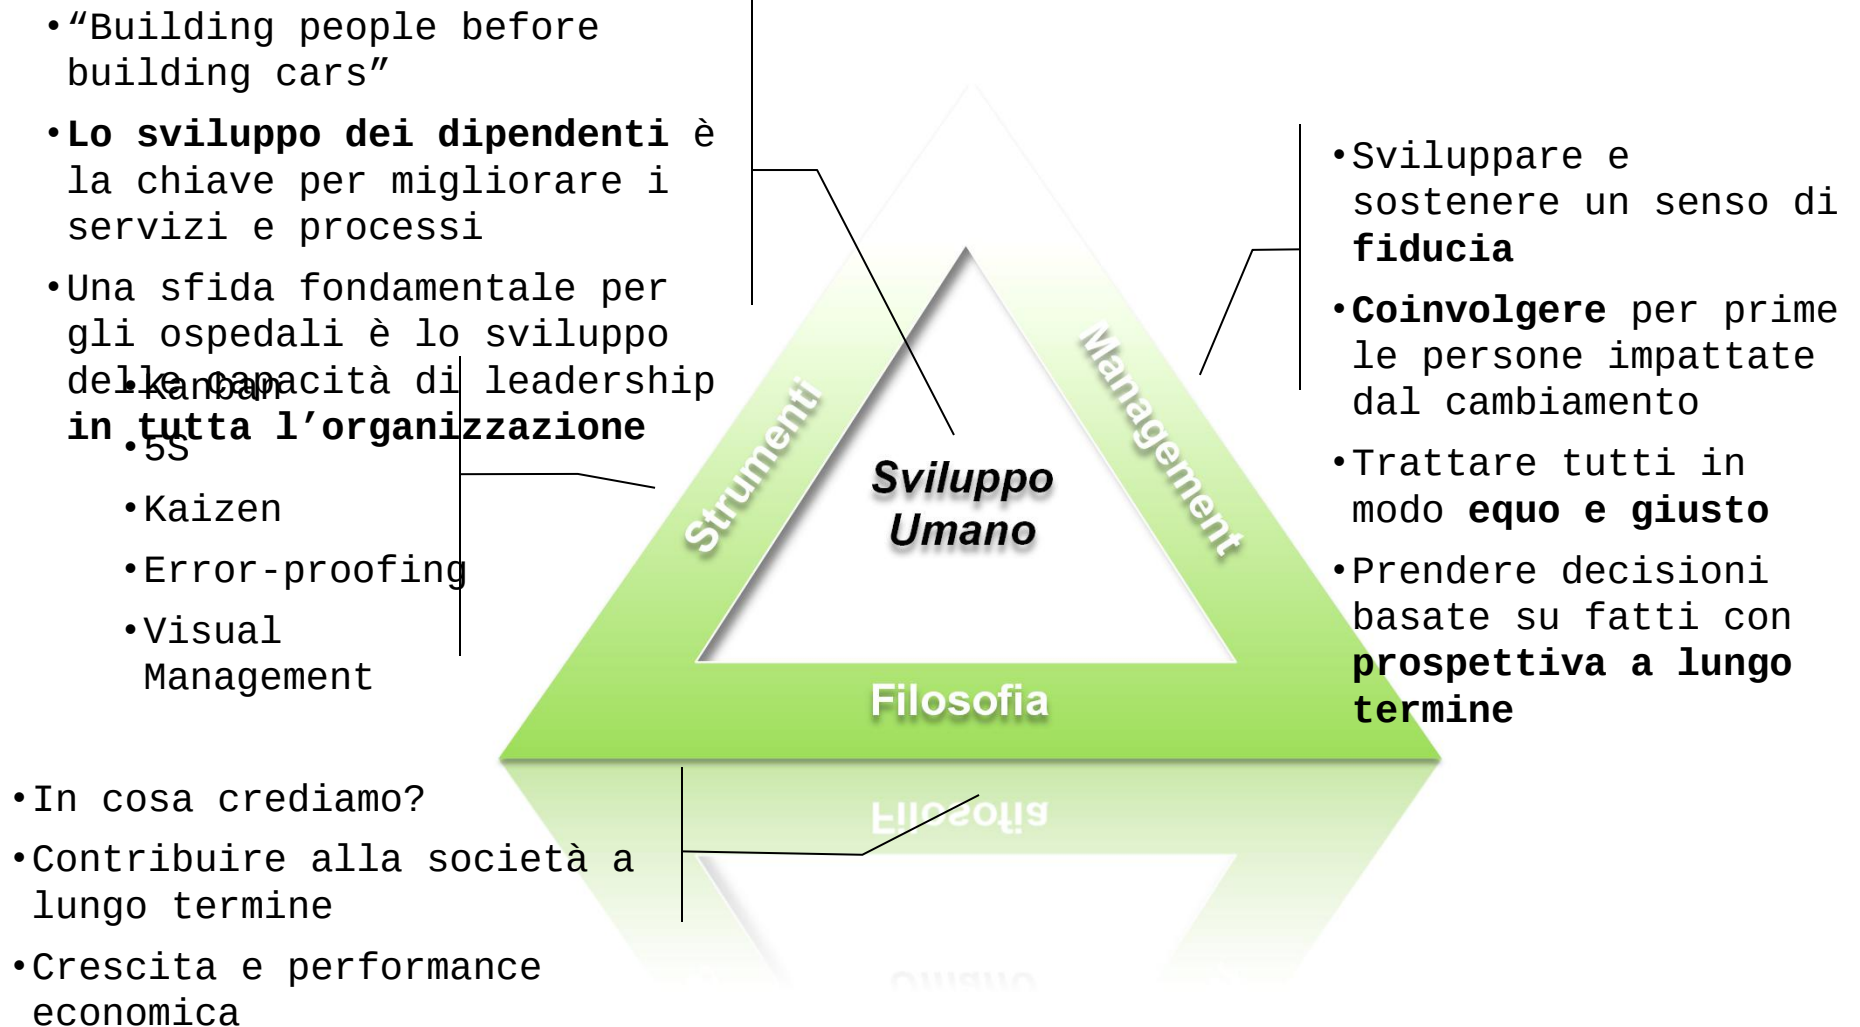 •“Building people before
building cars”
•Lo sviluppo dei dipendenti è
la chiave per migliorare i
servizi e processi
•Una sfida fondamentale per
gli ospedali è lo sviluppo
delle capacità di leadership
in tutta l’organizzazione
•Kanban
•5S
•Kaizen
•Error-proofing
•Visual
Management
•Sviluppare e
sostenere un senso di
fiducia
•Coinvolgere per prime
le persone impattate
dal cambiamento
•Trattare tutti in
modo equo e giusto
•Prendere decisioni
basate su fatti con
prospettiva a lungo
termine
Strumenti
Management
Sviluppo
Umano
Filosofia
•In cosa crediamo?
•Contribuire alla società a
lungo termine
•Crescita e performance
economica